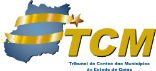 TCM
Tribunal de Contas dos Municípios
do Estado de Goiás